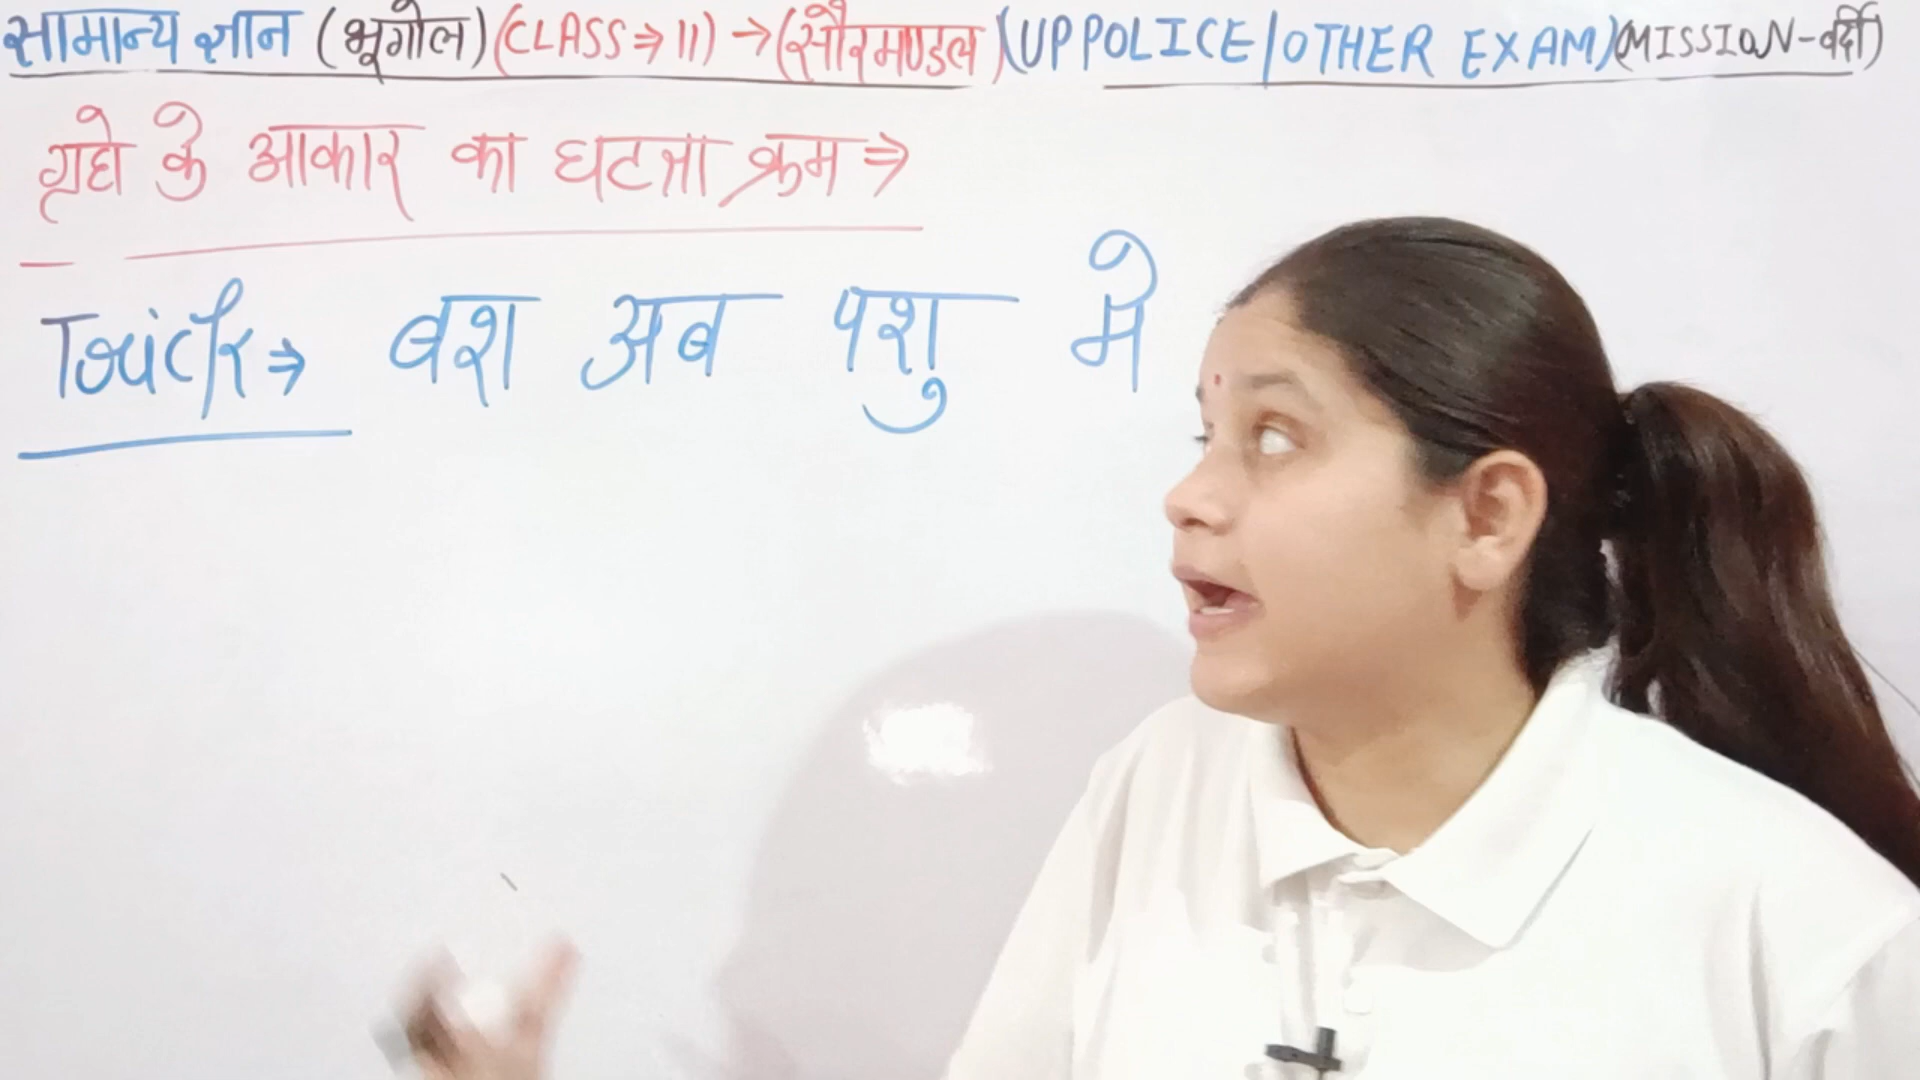 सामान्य ज्ञान (भूगोल) (CLASS⇒11) → (सौरमण्डल) (UP POLICE/OTHER EXAM) (MISSION-वर्दी)
ग्रहो के आकार का घटता क्रम ⇒
Trick ⇒ बश अब पशु मे